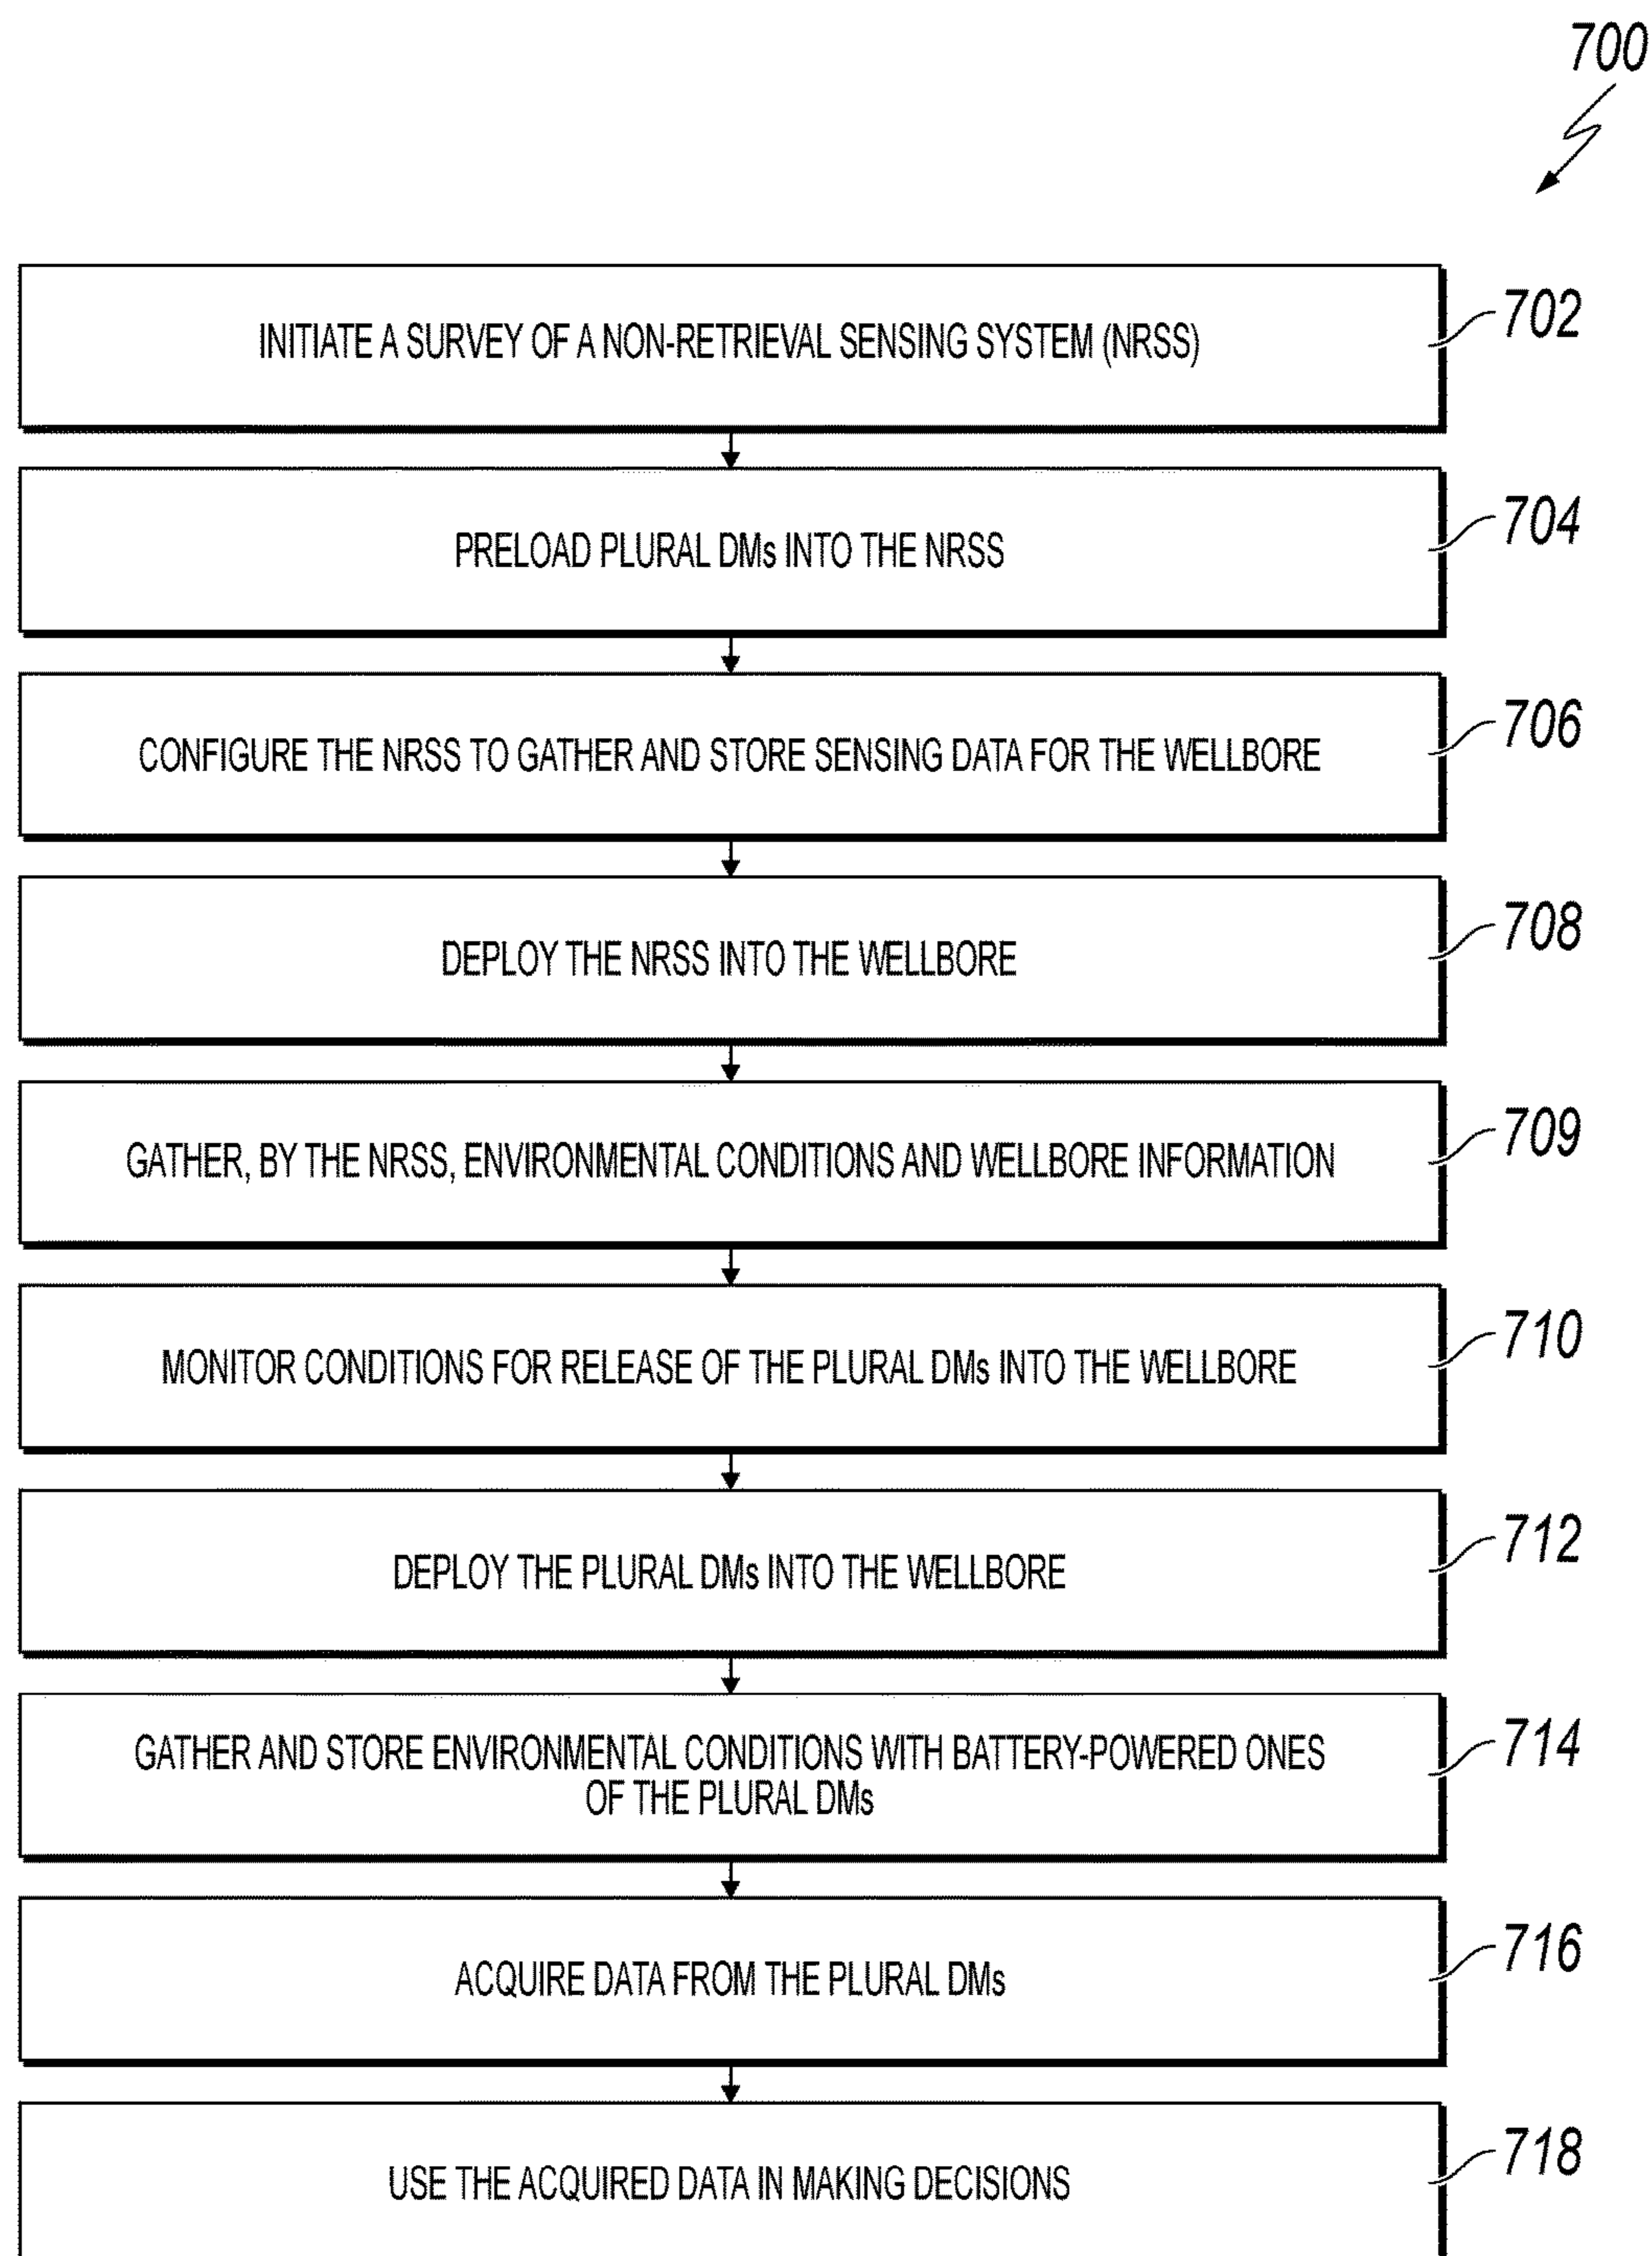 700
INITIATE A SURVEY OF A NON-RETRIEVAL SENSING SYSTEM (NRSS)
702
PRELOAD PLURAL DMs INTO THE NRSS
704
CONFIGURE THE NRSS TO GATHER AND STORE SENSING DATA FOR THE WELLBORE
706
DEPLOY THE NRSS INTO THE WELLBORE
708
GATHER, BY THE NRSS, ENVIRONMENTAL CONDITIONS AND WELLBORE INFORMATION
709
MONITOR CONDITIONS FOR RELEASE OF THE PLURAL DMs INTO THE WELLBORE
710
DEPLOY THE PLURAL DMs INTO THE WELLBORE
712
GATHER AND STORE ENVIRONMENTAL CONDITIONS WITH BATTERY-POWERED ONES
OF THE PLURAL DMs
714
ACQUIRE DATA FROM THE PLURAL DMs
716
USE THE ACQUIRED DATA IN MAKING DECISIONS
718